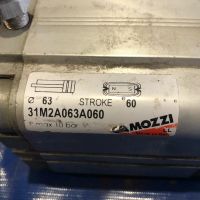 N S
Ø 63 STROKE 60
31M2A063A060
P max 10 bar
CAMOZZI